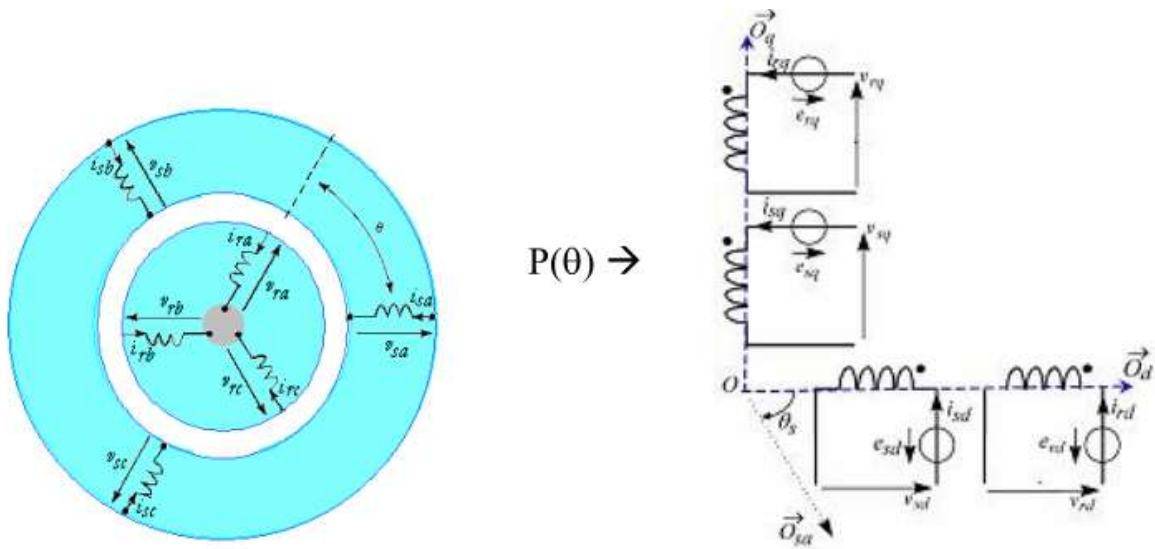 i_sb
v_sb
θ
i_ra
v_ra
i_sa
v_sa
v_rb
i_rb
v_rc
i_rc
v_sc
i_sc
P(θ) →
O_q
i_rq
v_rq
e_rq
i_sq
v_sq
e_sq
O
O_d
θ_s
i_sd
i_rd
e_sd
e_rd
v_sd
v_rd
O_sa